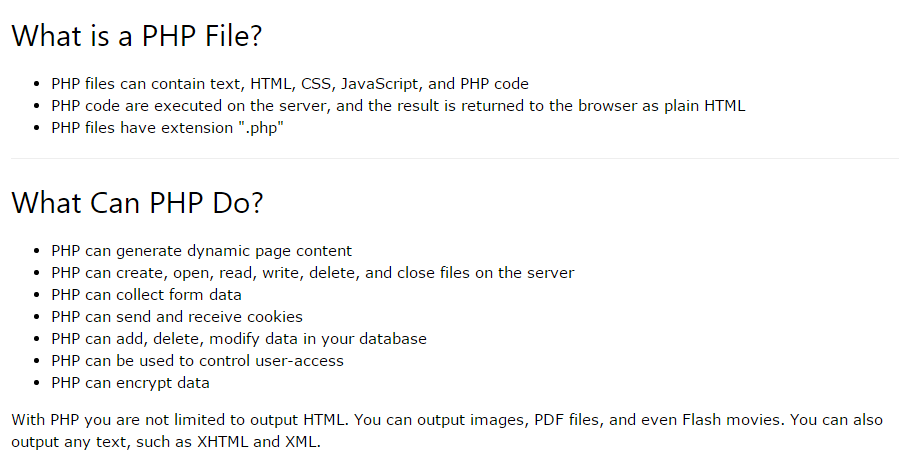 What is a PHP File?
PHP files can contain text, HTML, CSS, JavaScript, and PHP code
PHP code are executed on the server, and the result is returned to the browser as plain HTML
PHP files have extension ".php"
What Can PHP Do?
PHP can generate dynamic page content
PHP can create, open, read, write, delete, and close files on the server
PHP can collect form data
PHP can send and receive cookies
PHP can add, delete, modify data in your database
PHP can be used to control user-access
PHP can encrypt data
With PHP you are not limited to output HTML. You can output images, PDF files, and even Flash movies. You can also
output any text, such as XHTML and XML.